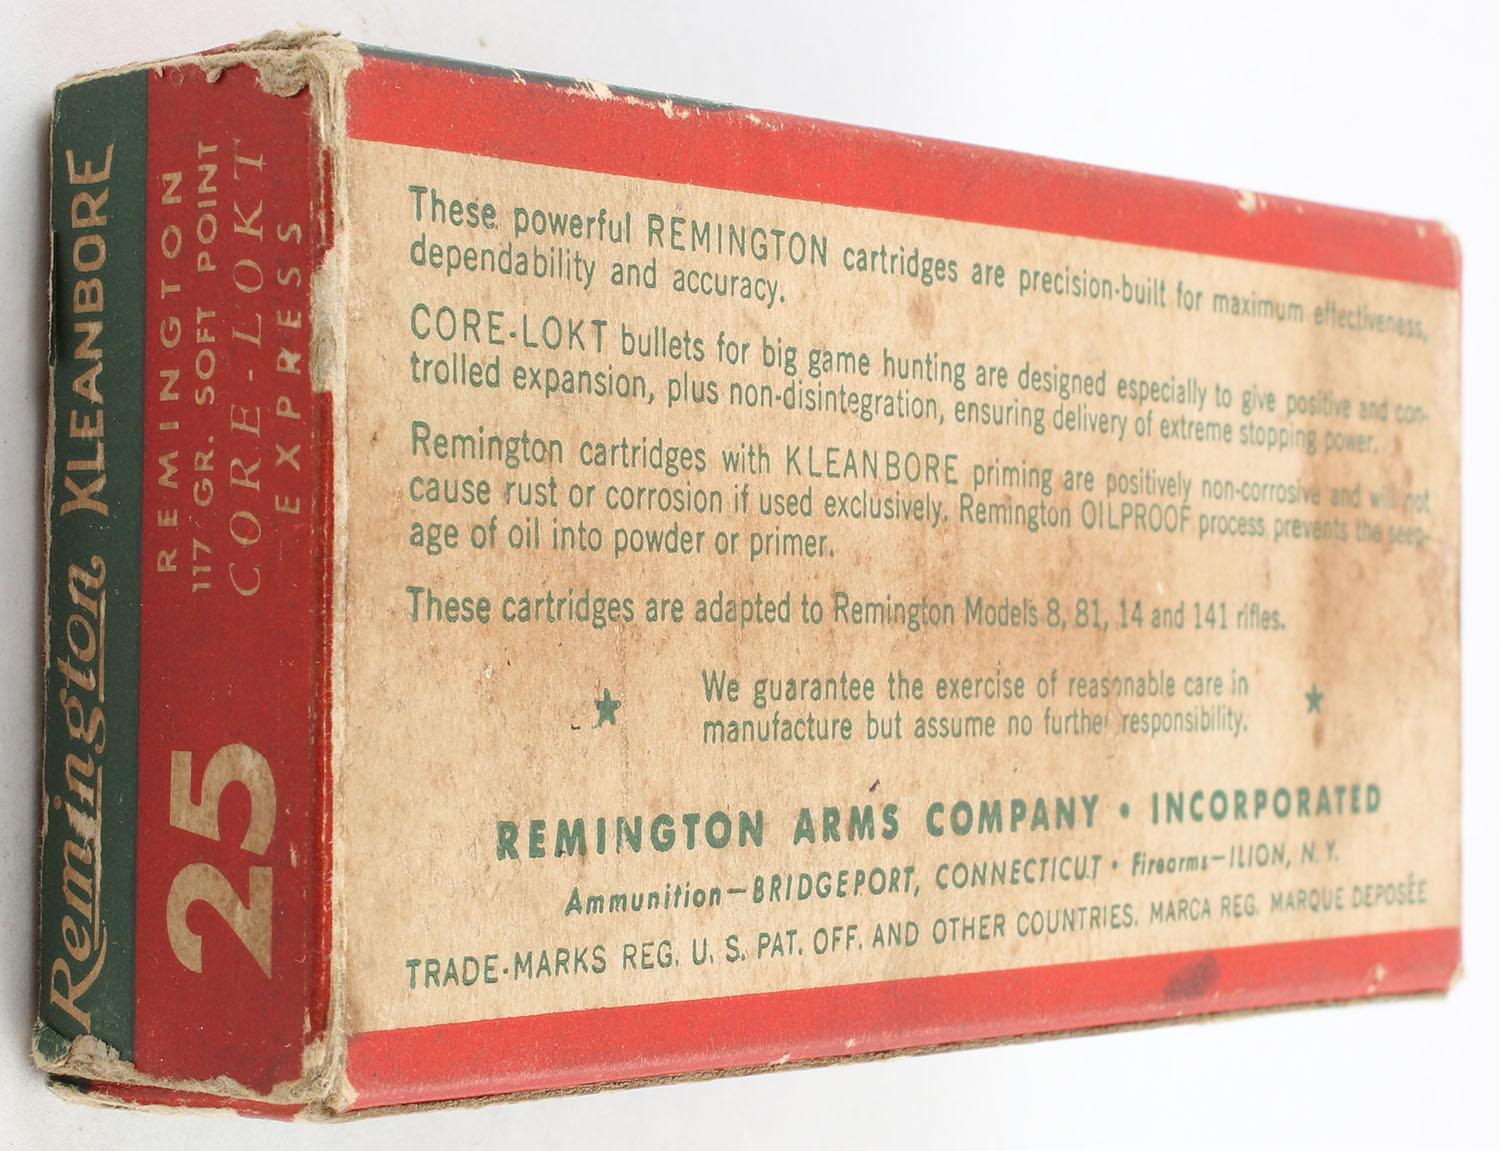 Remington KLEANBORE
REMINGTON
117 GR. SOFT POINT
CORE-LOKT
EXPRESS
25
These powerful REMINGTON cartridges are precision-built for maximum effectiveness,
dependability and accuracy.
CORE-LOKT bullets for big game hunting are designed especially to give positive and con-
trolled expansion, plus non-disintegration, ensuring delivery of extreme stopping power.
Remington cartridges with KLEANBORE priming are positively non-corrosive and will not
cause rust or corrosion if used exclusively. Remington OILPROOF process prevents the seep-
age of oil into powder or primer.
These cartridges are adapted to Remington Models 8, 81, 14 and 141 rifles.
We guarantee the exercise of reasonable care in
manufacture but assume no further responsibility.
REMINGTON ARMS COMPANY • INCORPORATED
Ammunition—BRIDGEPORT, CONNECTICUT • Firearms—ILION, N. Y.
TRADE-MARKS REG. U. S. PAT. OFF. AND OTHER COUNTRIES. MARCA REG. MARQUE DEPOSÉE